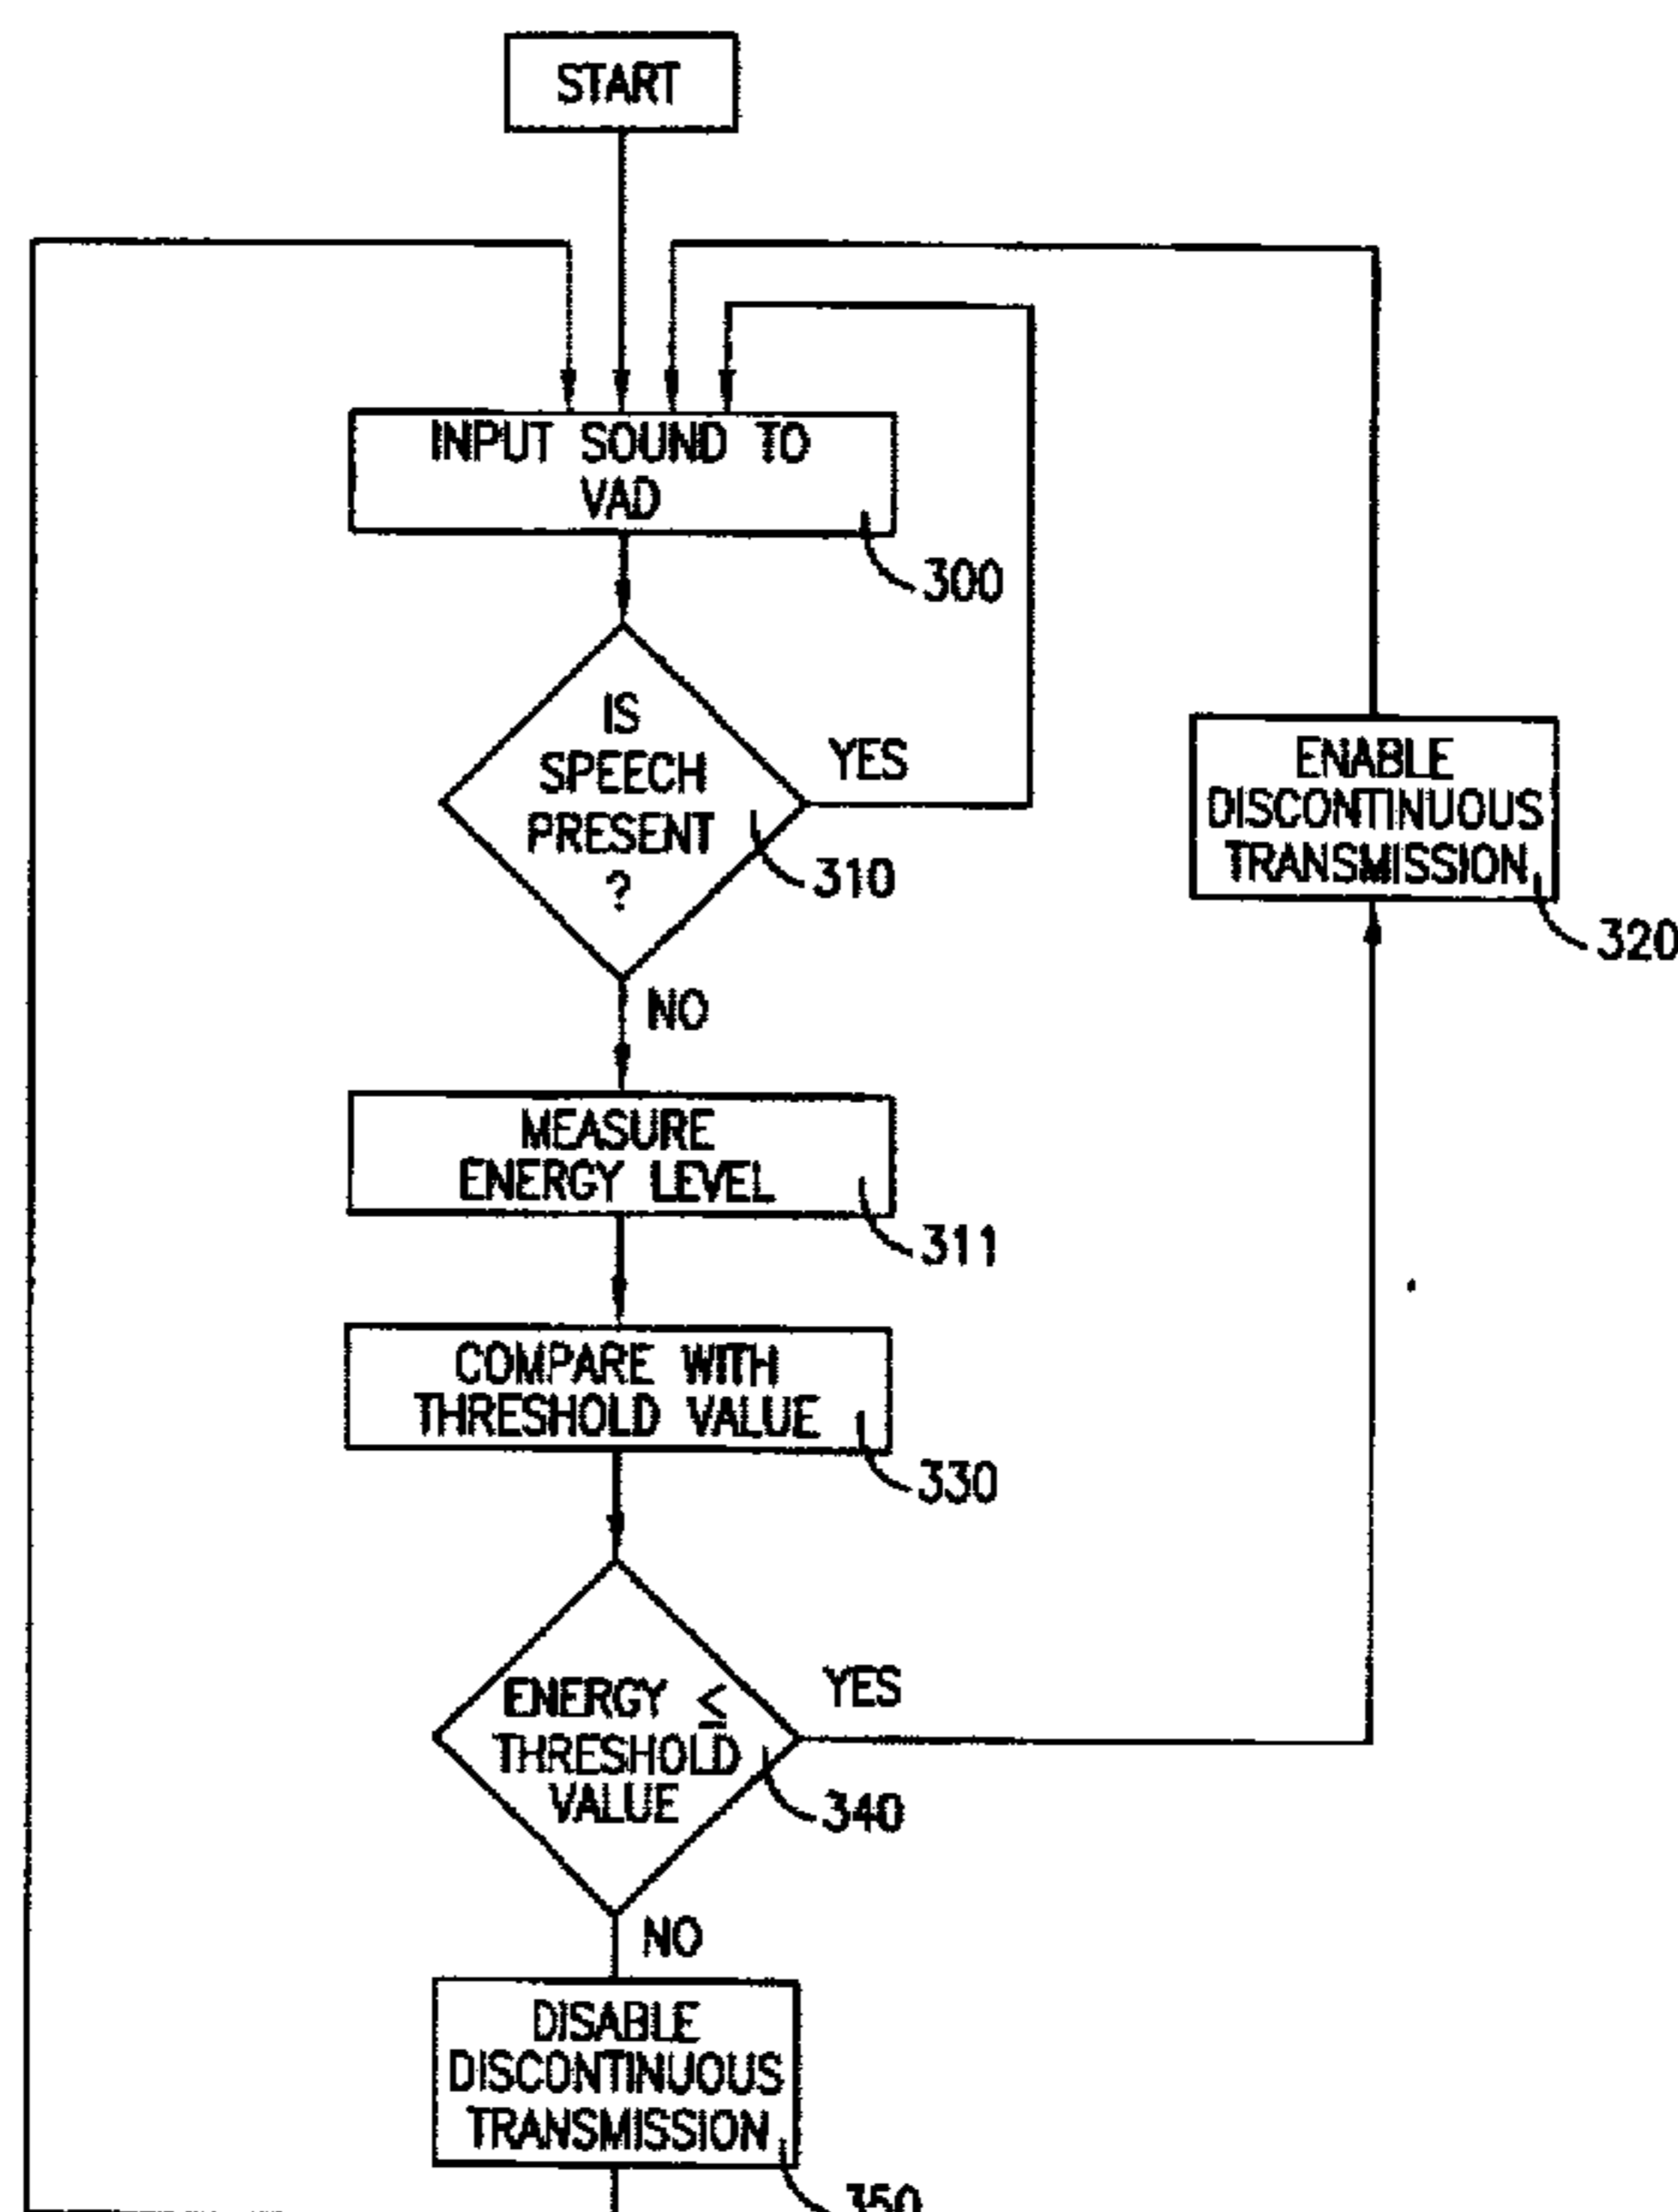 START
INPUT SOUND TO
VAD
300
IS
SPEECH
PRESENT
?
YES
310
NO
ENABLE
DISCONTINUOUS
TRANSMISSION
320
MEASURE
ENERGY LEVEL
311
COMPARE WITH
THRESHOLD VALUE
330
ENERGY ≤
THRESHOLD
VALUE
YES
340
NO
DISABLE
DISCONTINUOUS
TRANSMISSION
350